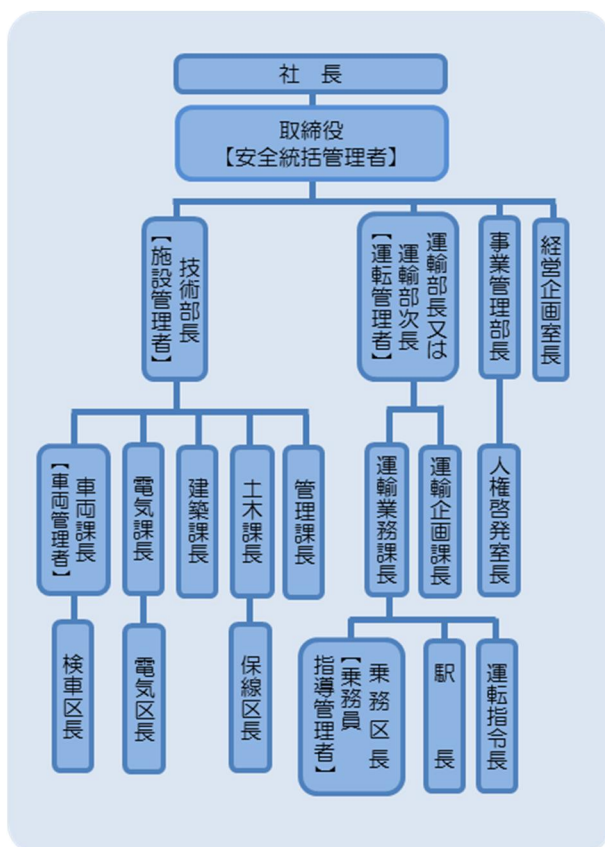 社　長
取締役
【安全統括管理者】
技術部長
【施設管理者】
運輸部長又は
運輸部次長
【運転管理者】
事業管理部長
経営企画室長
車両課長
【車両管理者】
電気課長
建築課長
土木課長
管理課長
運輸業務課長
運輸企画課長
人権啓発室長
検車区長
電気区長
保線区長
乗務区長
【乗務員
指導管理者】
駅　長
運転指令長